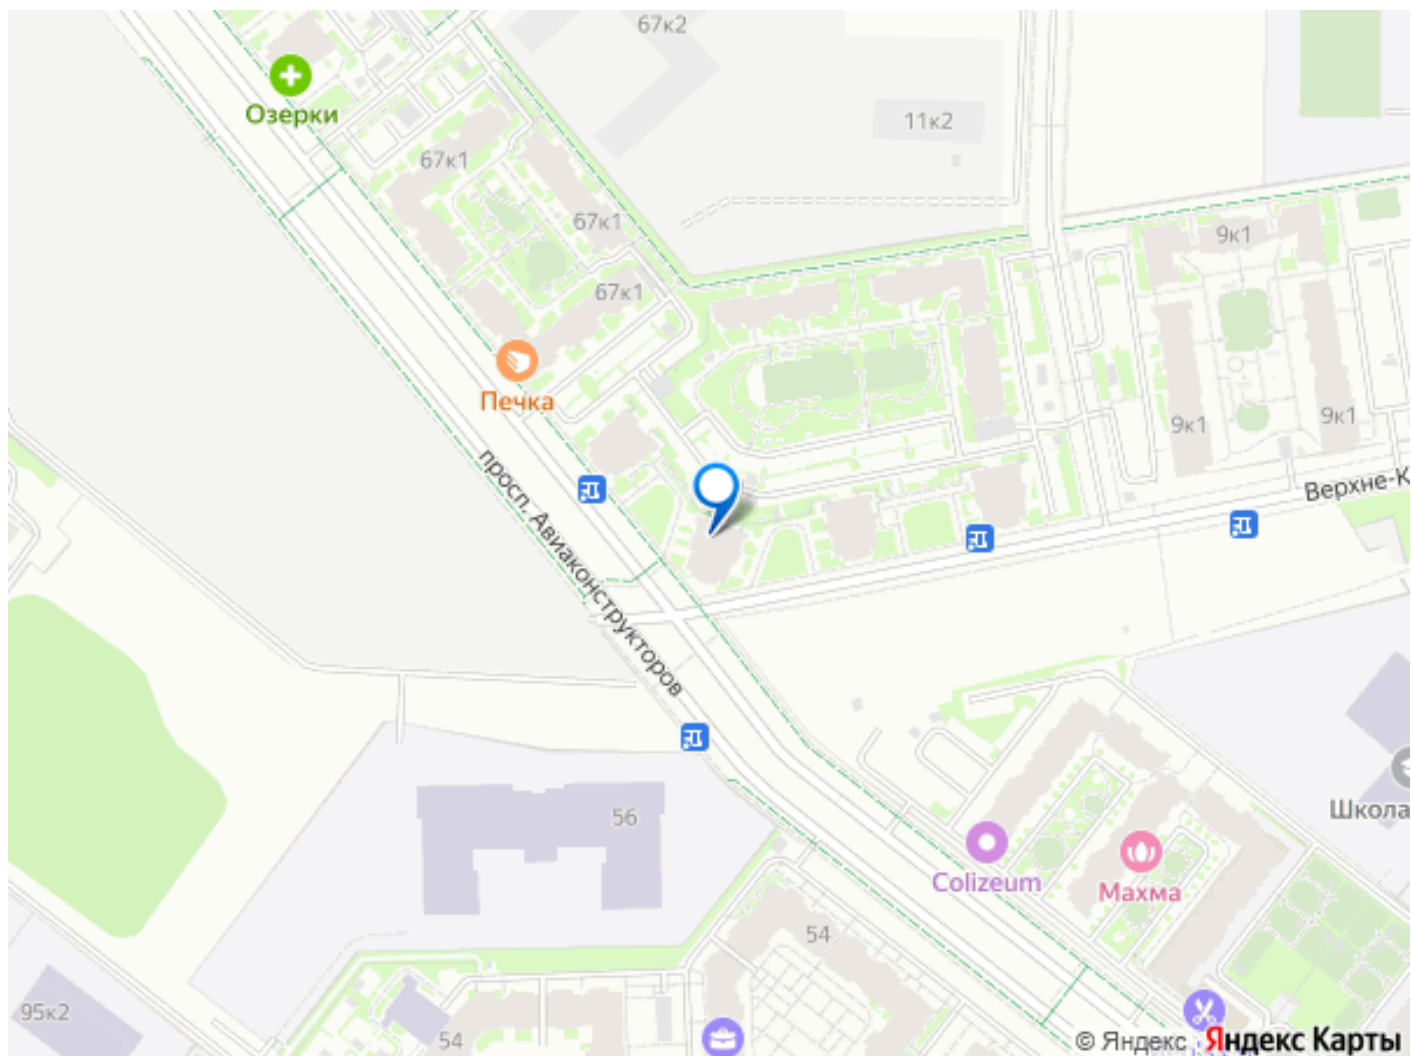 67к2
Озерки
11к2
67к1
67к1
9к1
67к1
Печка
9к1
9к1
Верхне-К
просп. Авиаконструкторов
56
Школа
Colizeum
Махма
54
95к2
54
© Яндекс
Яндекс Карты